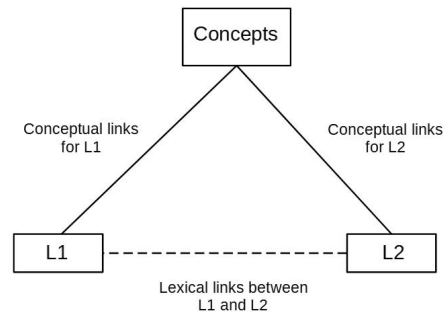 Concepts
Conceptual links
for L1
Conceptual links
for L2
L1
L2
Lexical links between
L1 and L2